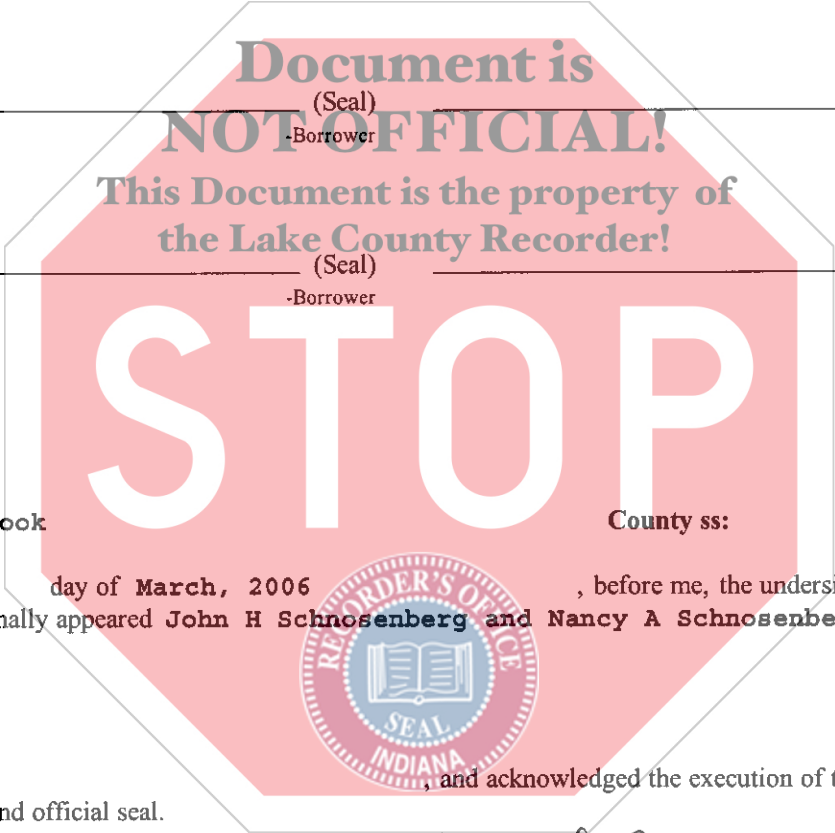 Document is
(Seal)
NOT OFFICIAL!
-Borrower
This Document is the property of
the Lake County Recorder!
(Seal)
-Borrower
STOP
ook County ss:
day of March, 2006 , before me, the undersi
nally appeared John H Schnosenberg and Nancy A Schnosenbe
RECORDER'S OFFICE
SEAL
INDIANA
, and acknowledged the execution of t
nd official seal.